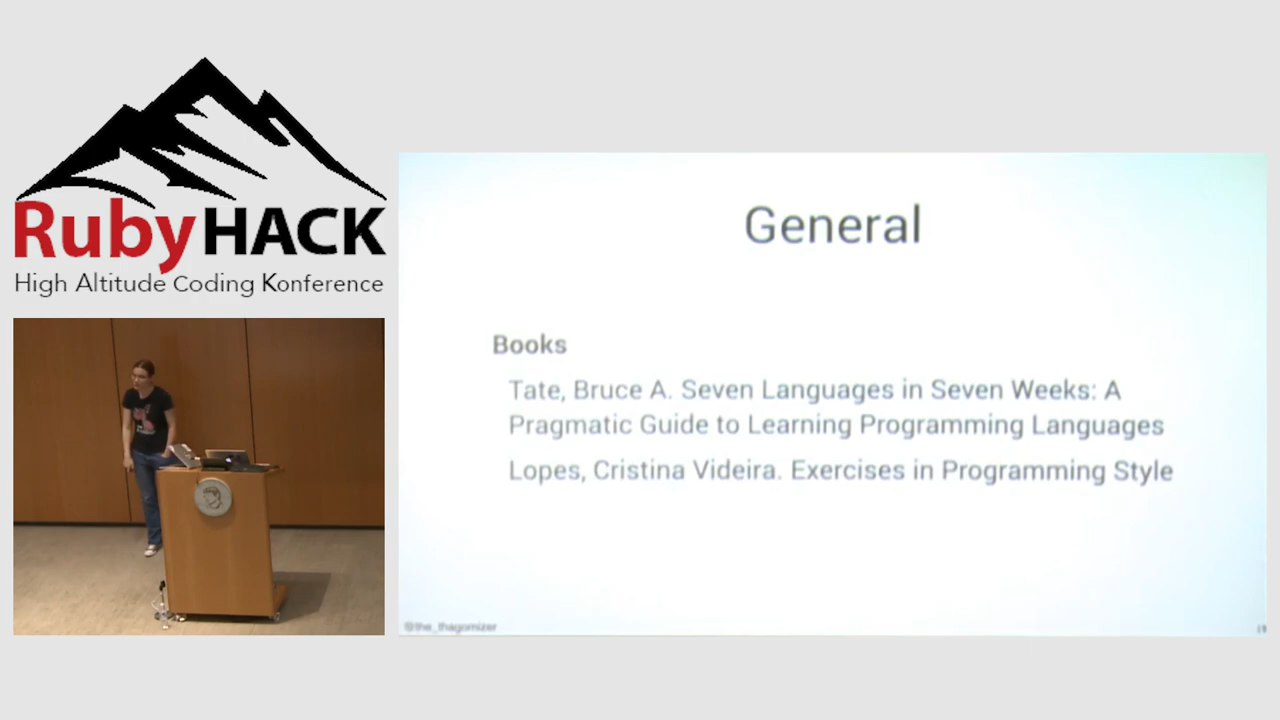 RubyHACK
High Altitude Coding Konference
General
Books
Tate, Bruce A. Seven Languages in Seven Weeks: A
Pragmatic Guide to Learning Programming Languages
Lopes, Cristina Videira. Exercises in Programming Style
@the_thagomizer